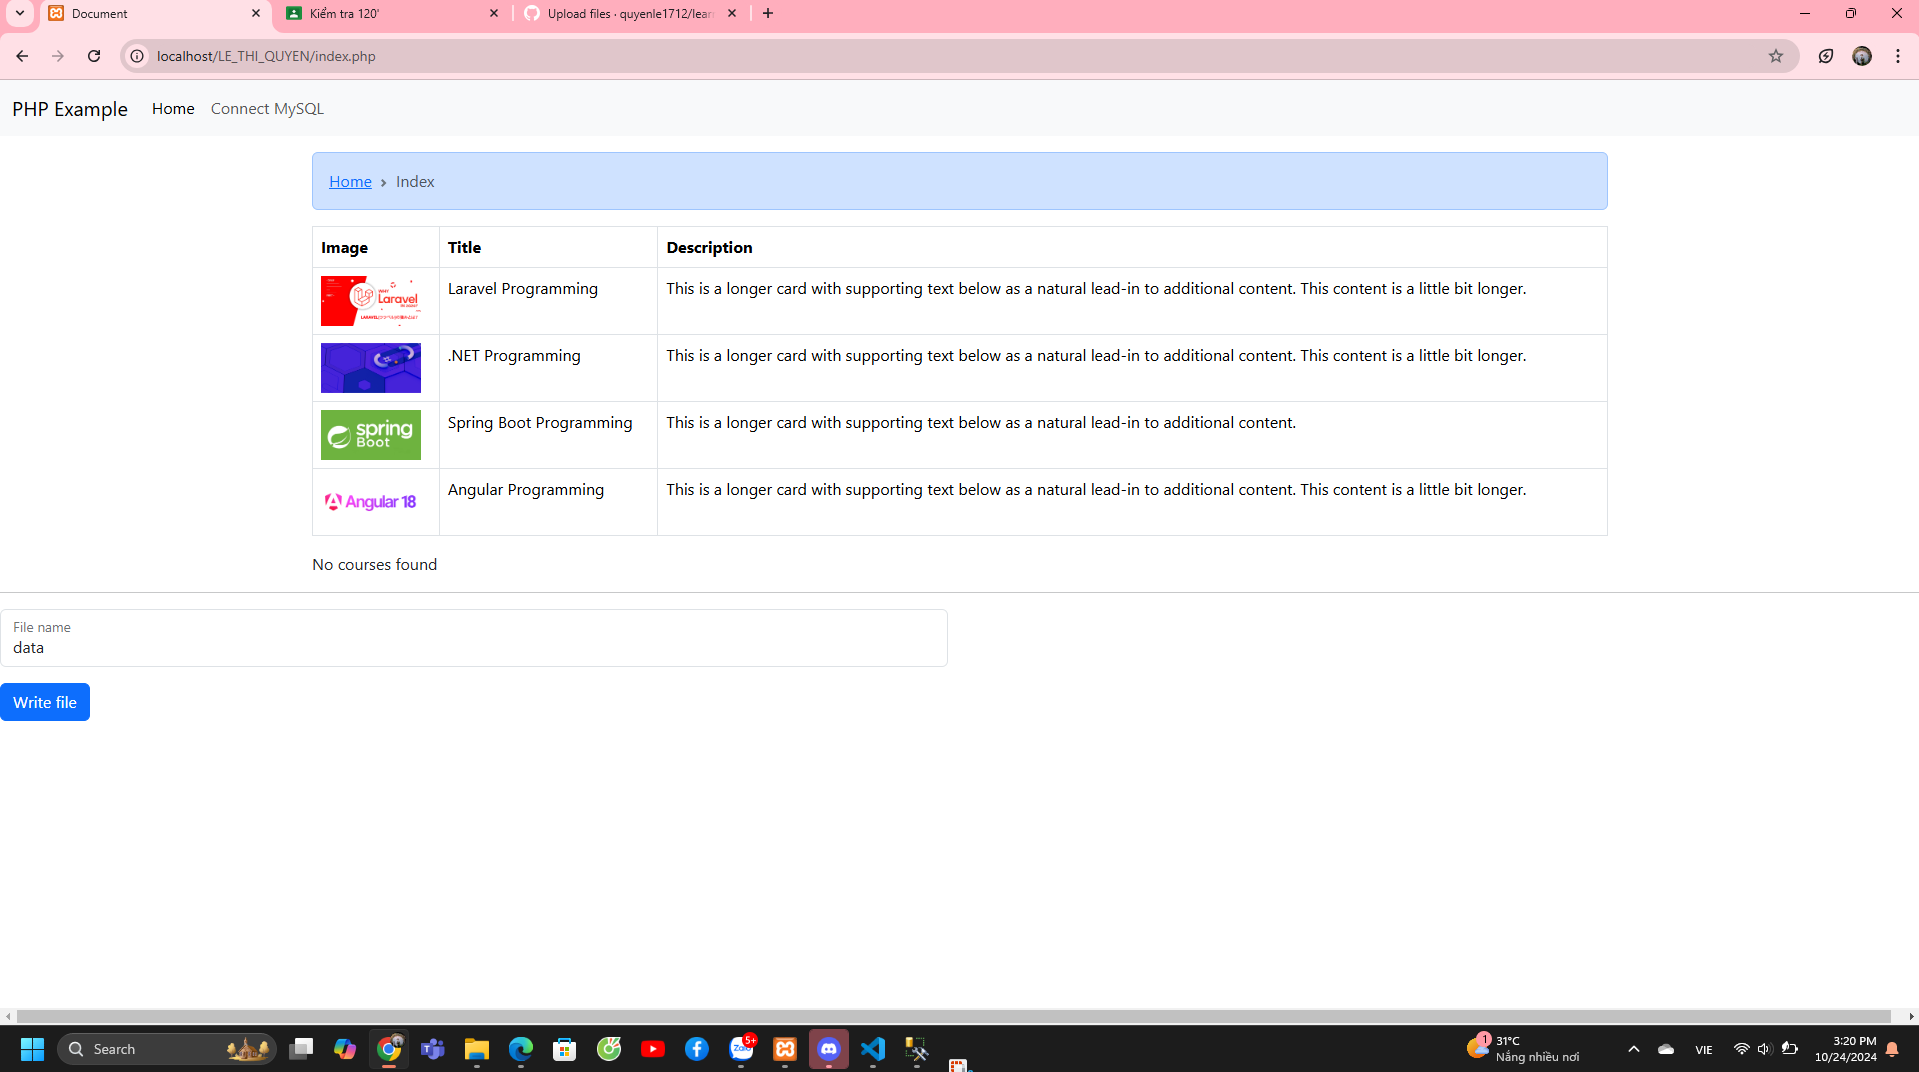 Document
Kiểm tra 120'
Upload files · quyenle1712/lear
localhost/LE_THI_QUYEN/index.php
PHP Example Home Connect MySQL
Home › Index
Image Title Description
Laravel
Laravel Programming This is a longer card with supporting text below as a natural lead-in to additional content. This content is a little bit longer.
.NET Programming This is a longer card with supporting text below as a natural lead-in to additional content. This content is a little bit longer.
spring
Boot
Spring Boot Programming This is a longer card with supporting text below as a natural lead-in to additional content.
Angular 18
Angular Programming This is a longer card with supporting text below as a natural lead-in to additional content. This content is a little bit longer.
No courses found
File name
data
Write file
Search
Zalo
5+
1
31°C
Nắng nhiều nơi
VIE
3:20 PM
10/24/2024